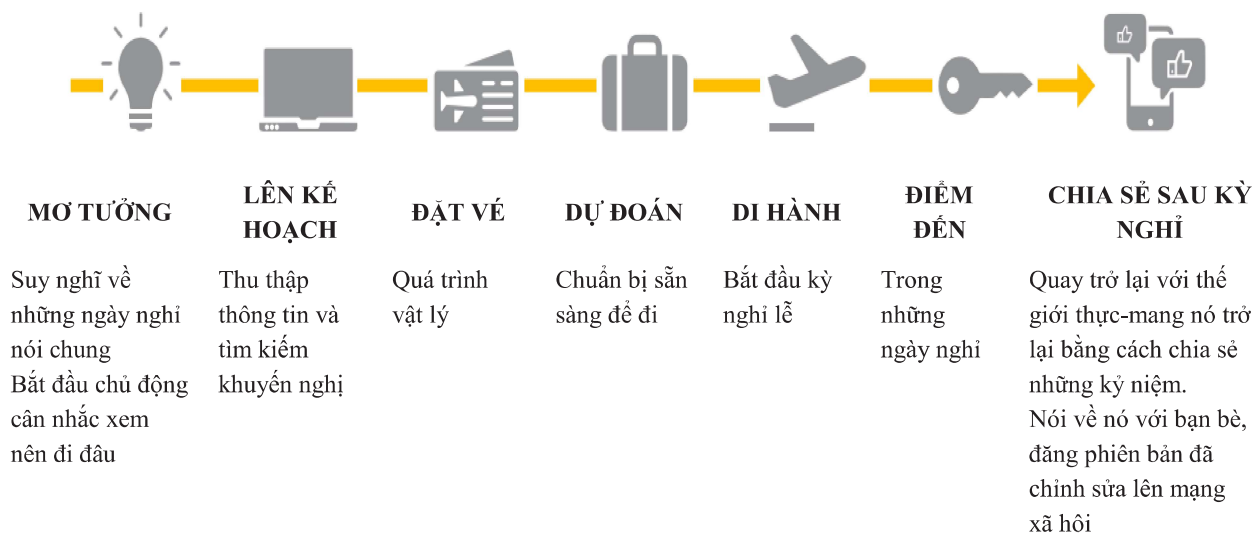 MƠ TƯỞNG
LÊN KẾ
HOẠCH
ĐẶT VÉ
DỰ ĐOÁN
DI HÀNH
ĐIỂM
ĐẾN
CHIA SẺ SAU KỲ
NGHỈ
Suy nghĩ về
những ngày nghỉ
nói chung
Bắt đầu chủ động
cân nhắc xem
nên đi đâu
Thu thập
thông tin và
tìm kiếm
khuyến nghị
Quá trình
vật lý
Chuẩn bị sẵn
sàng để đi
Bắt đầu kỳ
nghỉ lễ
Trong
những
ngày nghỉ
Quay trở lại với thế
giới thực-mang nó trở
lại bằng cách chia sẻ
những kỷ niệm.
Nói về nó với bạn bè,
đăng phiên bản đã
chỉnh sửa lên mạng
xã hôi